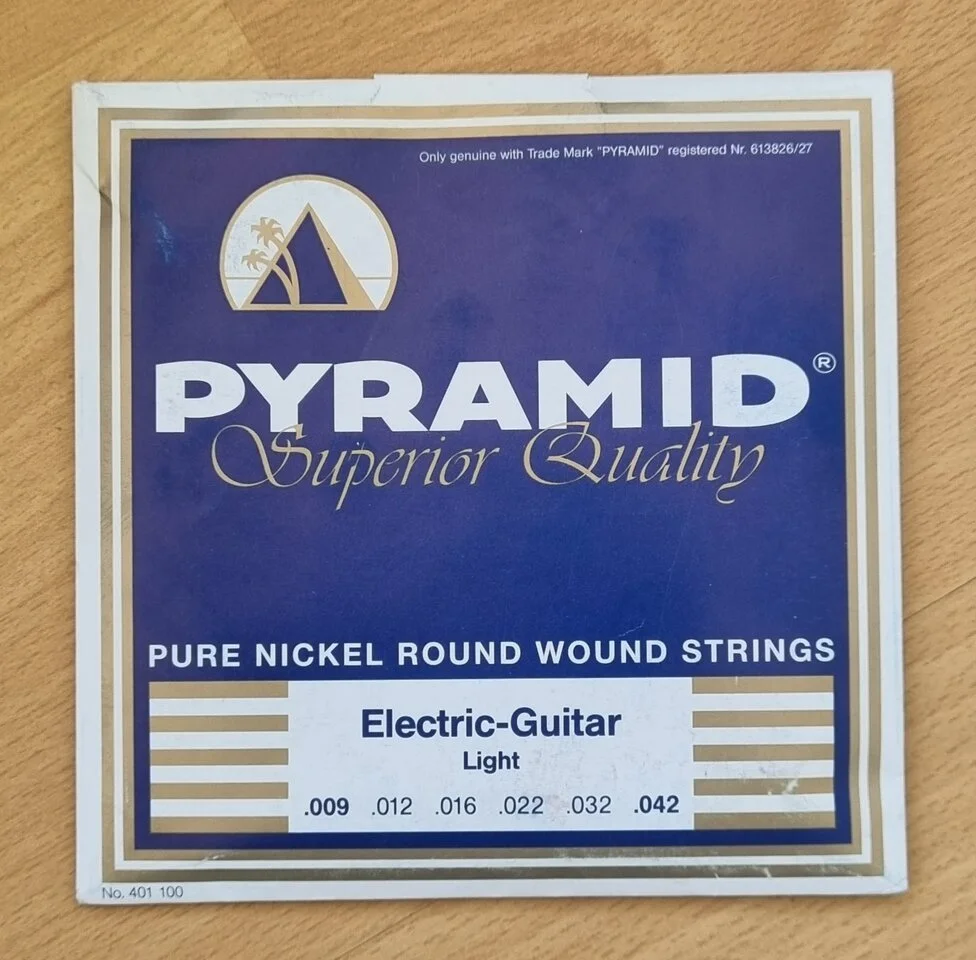 Only genuine with Trade Mark "PYRAMID" registered Nr. 613826/27
PYRAMID®
Superior Quality
PURE NICKEL ROUND WOUND STRINGS
Electric-Guitar
Light
.009 .012 .016 .022 .032 .042
No. 401 100